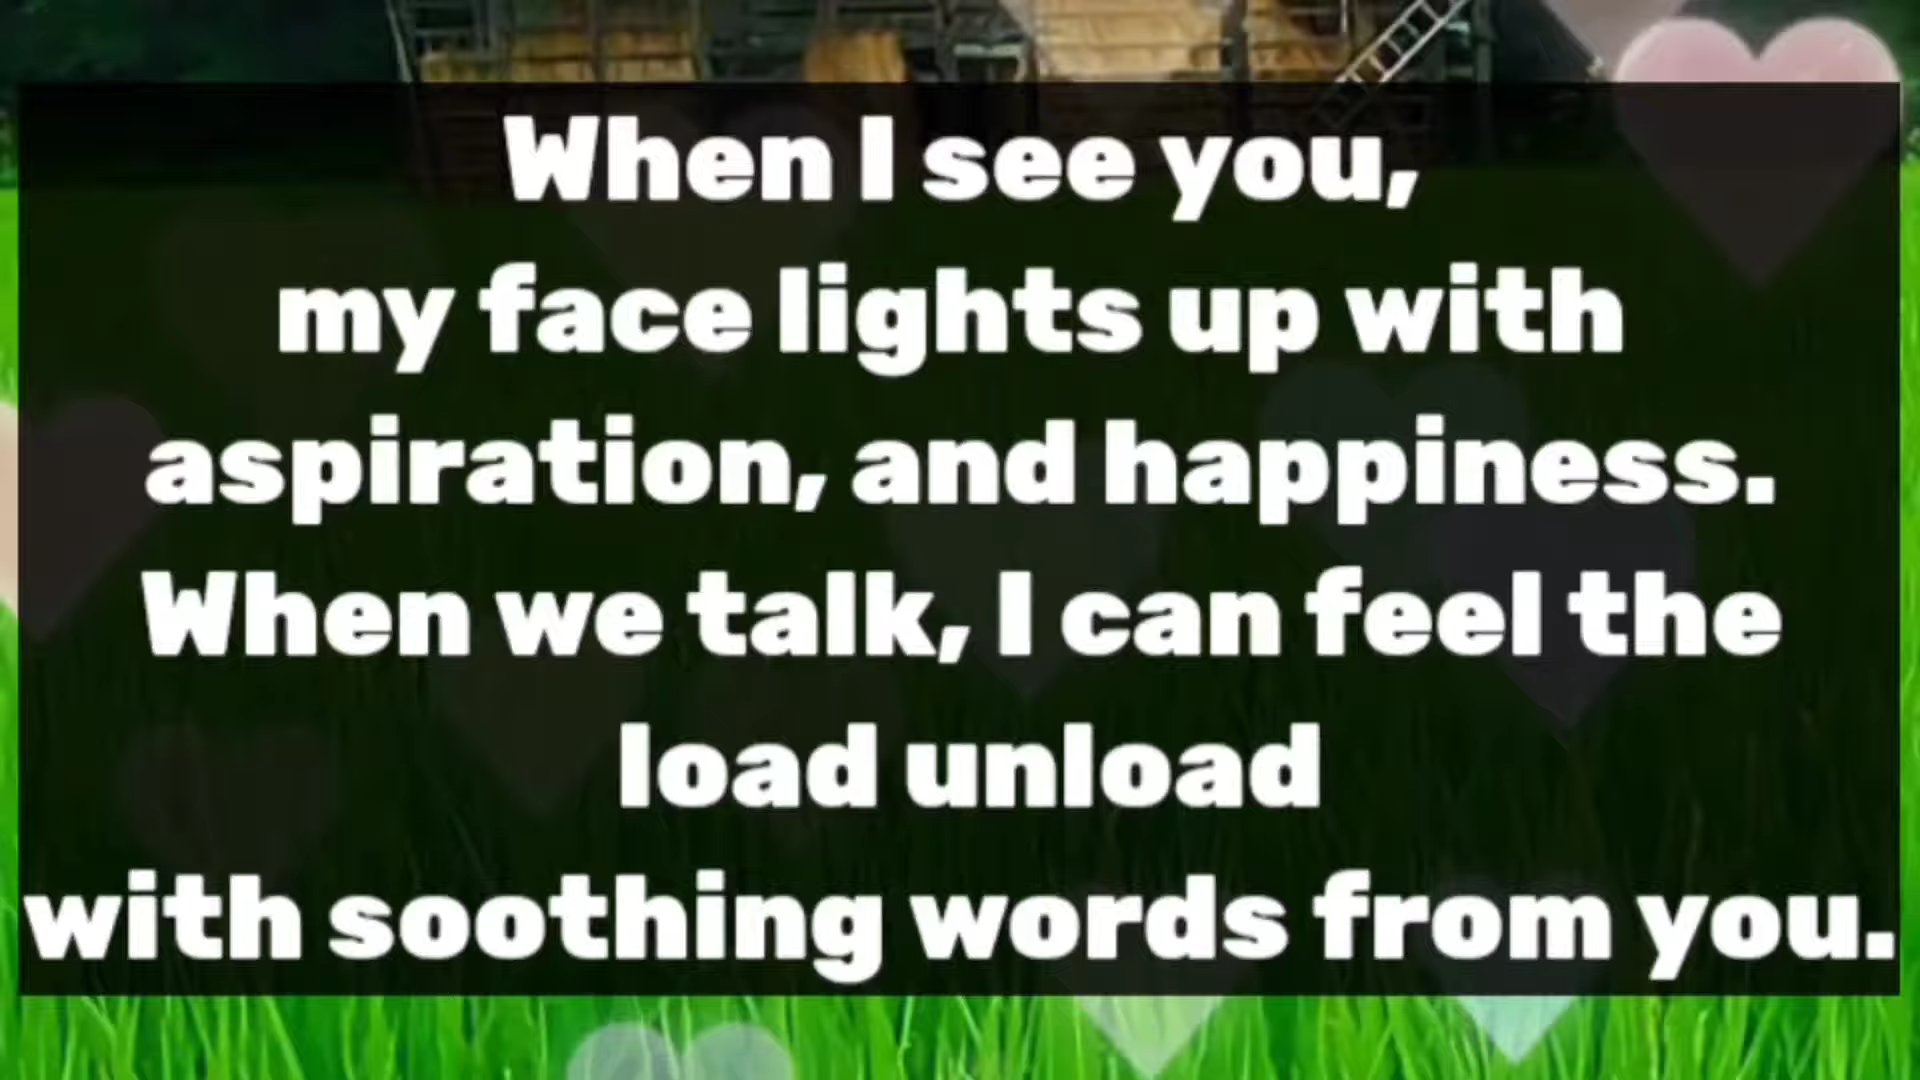 When I see you,
my face lights up with
aspiration, and happiness.
When we talk, I can feel the
load unload
with soothing words from you.